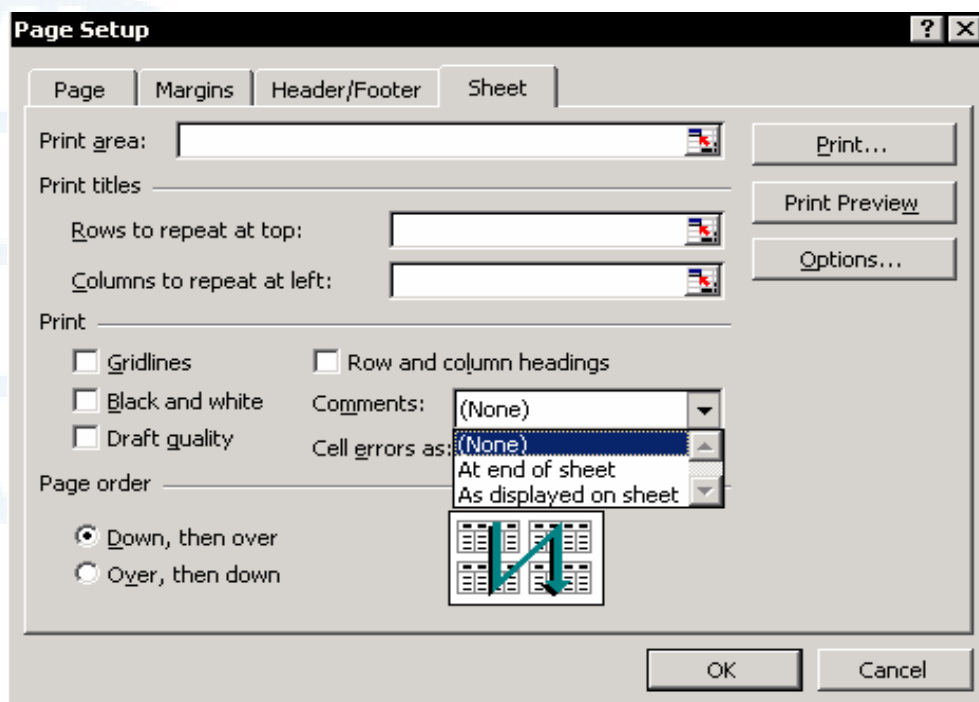 Page Setup
Page Margins Header/Footer Sheet
Print area:
Print...
Print titles
Print Preview
Rows to repeat at top:
Options...
Columns to repeat at left:
Print
Gridlines Row and column headings
Black and white Comments: (None)
Draft quality Cell errors as: (None)
At end of sheet
As displayed on sheet
Page order
Down, then over
Over, then down
OK Cancel